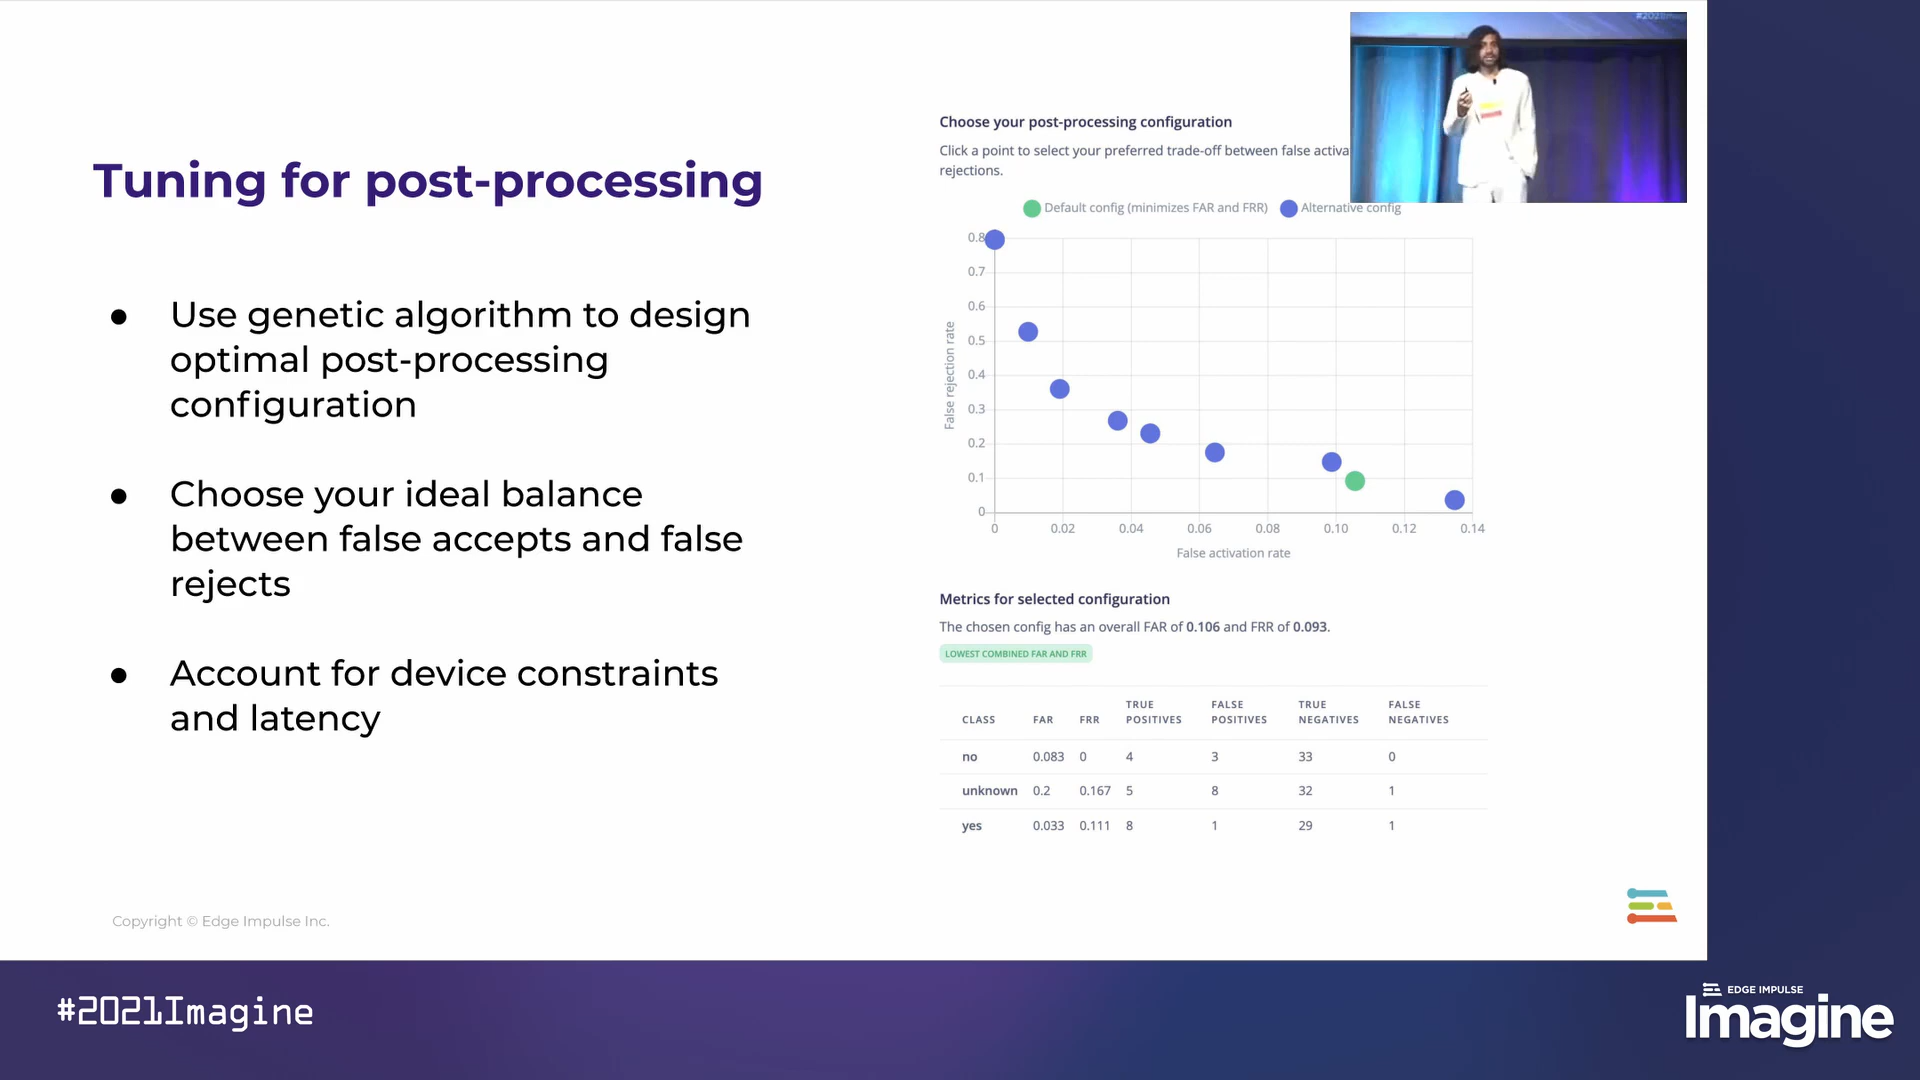 #2021Imag
Tuning for post-processing
● Use genetic algorithm to design
optimal post-processing
configuration
● Choose your ideal balance
between false accepts and false
rejects
● Account for device constraints
and latency
Copyright © Edge Impulse Inc.
Choose your post-processing configuration
Click a point to select your preferred trade-off between false activa
rejections.
Default config (minimizes FAR and FRR) Alternative config
False rejection rate
0.8
0.7
0.6
0.5
0.4
0.3
0.2
0.1
0
0 0.02 0.04 0.06 0.08 0.10 0.12 0.14
False activation rate
Metrics for selected configuration
The chosen config has an overall FAR of 0.106 and FRR of 0.093.
LOWEST COMBINED FAR AND FRR
CLASS FAR FRR TRUE POSITIVES FALSE POSITIVES TRUE NEGATIVES FALSE NEGATIVES
no 0.083 0 4 3 33 0
unknown 0.2 0.167 5 8 32 1
yes 0.033 0.111 8 1 29 1
#2021Imagine
EDGE IMPULSE
Imagine